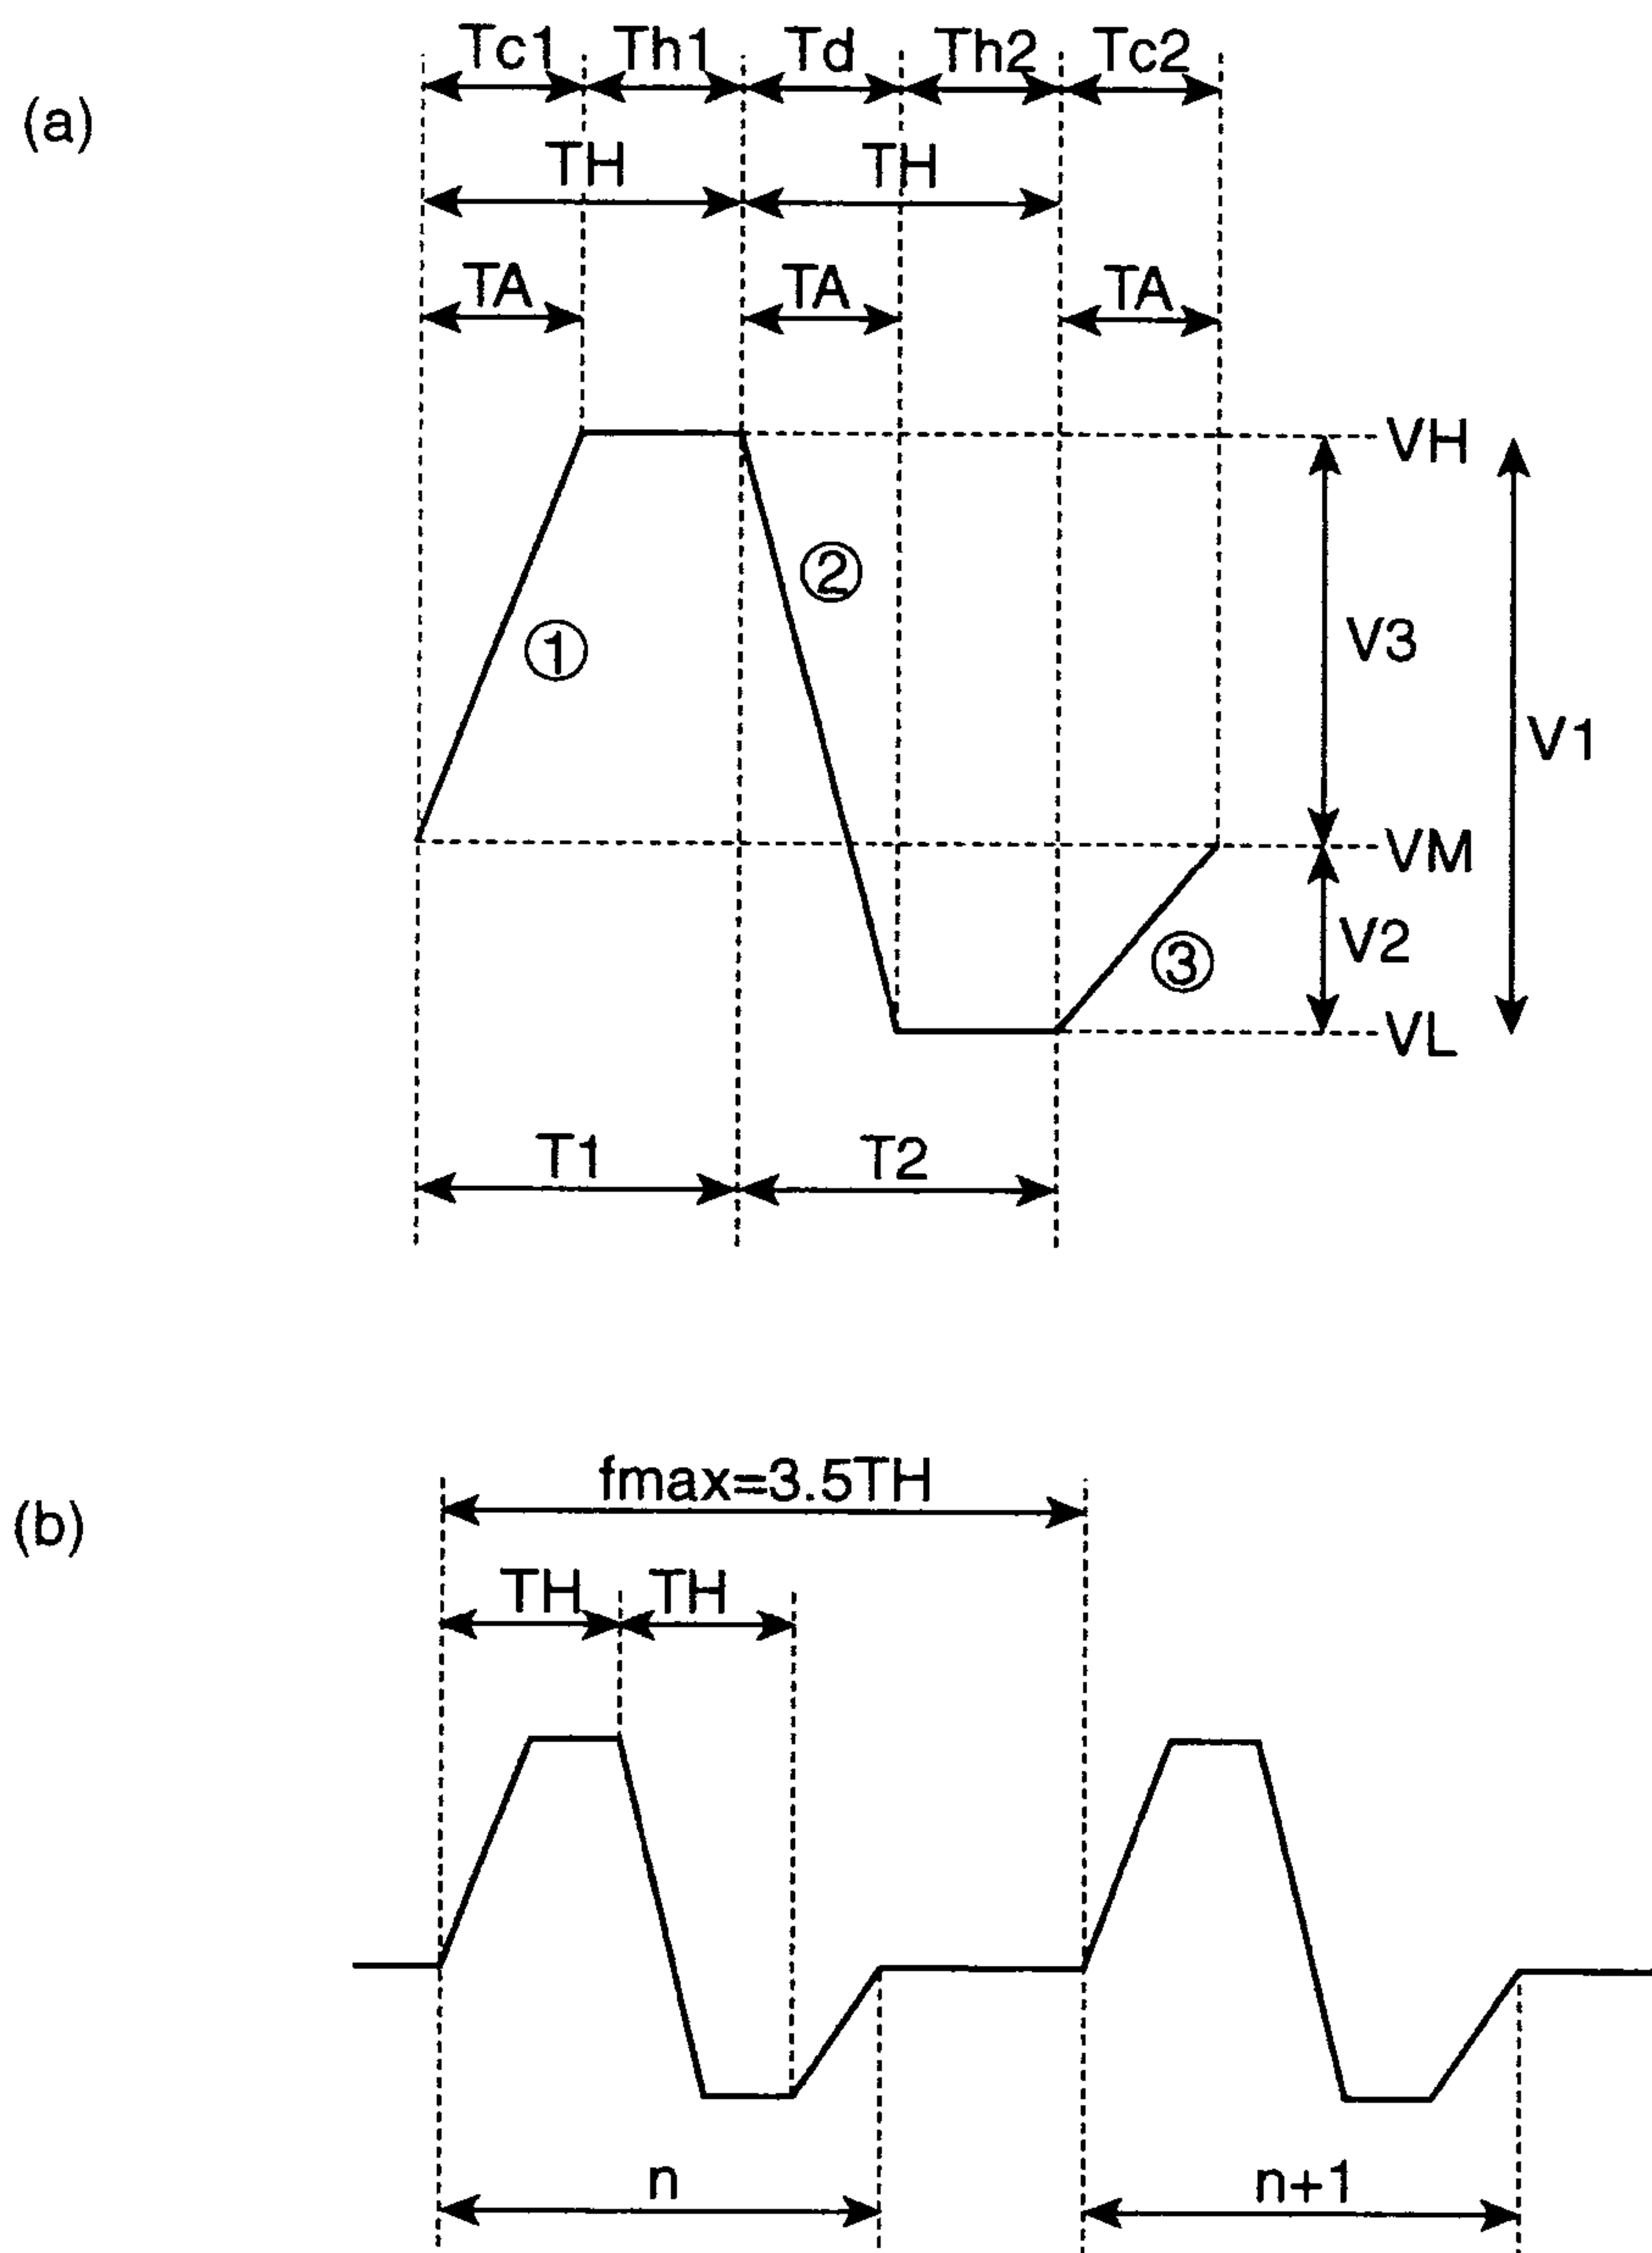 Tc1 Th1 Td Th2 Tc2
(a)
TH TH
TA TA TA
VH
②
①
V3
V1
VM
V2
③
VL
T1 T2
fmax=3.5TH
(b)
TH TH
n n+1